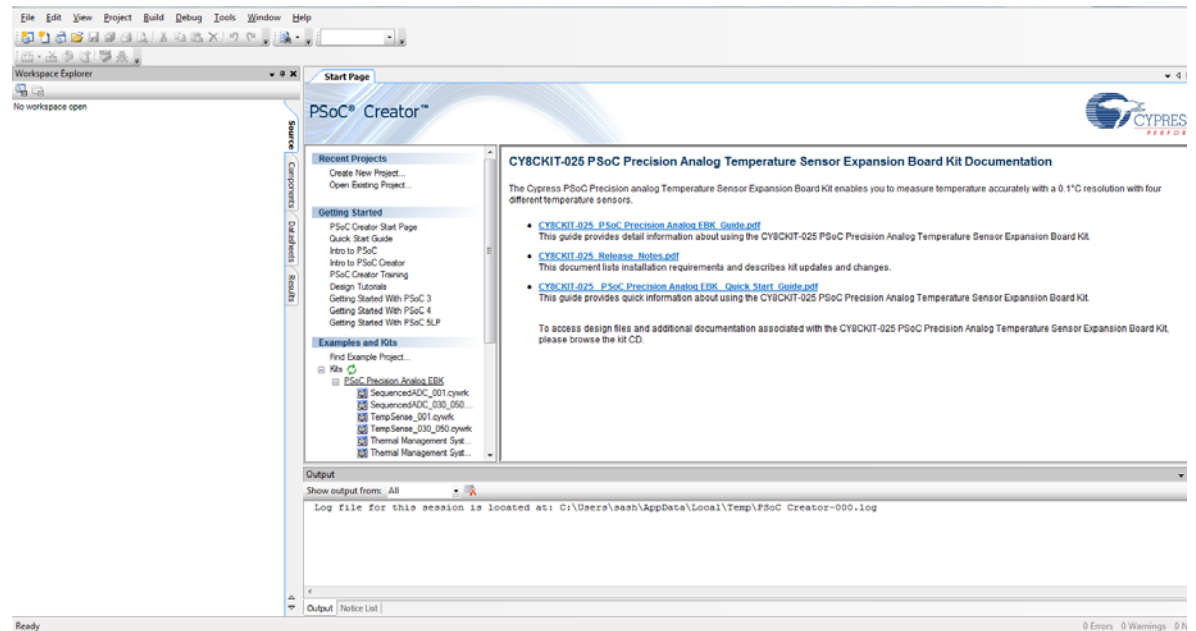 File Edit View Project Build Debug Tools Window Help
Workspace Explorer
No workspace open
Source
Components
Datasheets
Results
Start Page
PSoC® Creator™
CYPRES
PERFOR
Recent Projects
Create New Project...
Open Existing Project...
Getting Started
PSoC Creator Start Page
Quick Start Guide
Intro to PSoC
Intro to PSoC Creator
PSoC Creator Training
Design Tutorials
Getting Started With PSoC 3
Getting Started With PSoC 4
Getting Started With PSoC 5LP
Examples and Kits
Find Example Project...
Kits
PSoC Precision Analog EBK
SequencedADC_001.cywrk
SequencedADC_030_050...
TempSense_001.cywrk
TempSense_030_050.cywrk
Thermal Management Syst...
Thermal Management Syst...
CY8CKIT-025 PSoC Precision Analog Temperature Sensor Expansion Board Kit Documentation
The Cypress PSoC Precision analog Temperature Sensor Expansion Board Kit enables you to measure temperature accurately with a 0.1°C resolution with four
different temperature sensors.
• CY8CKIT-025_PSoC Precision Analog EBK_Guide.pdf
This guide provides detail information about using the CY8CKIT-025 PSoC Precision Analog Temperature Sensor Expansion Board Kit.
• CY8CKIT-025_Release_Notes.pdf
This document lists installation requirements and describes kit updates and changes.
• CY8CKIT-025_PSoC Precision Analog EBK_Quick Start_Guide.pdf
This guide provides quick information about using the CY8CKIT-025 PSoC Precision Analog Temperature Sensor Expansion Board Kit.
To access design files and additional documentation associated with the CY8CKIT-025 PSoC Precision Analog Temperature Sensor Expansion Board Kit,
please browse the kit CD.
Output
Show output from: All
Log file for this session is located at: C:\Users\sash\AppData\Local\Temp\PSoC Creator-000.log
Output Notice List
Ready
0 Errors 0 Warnings 0 N